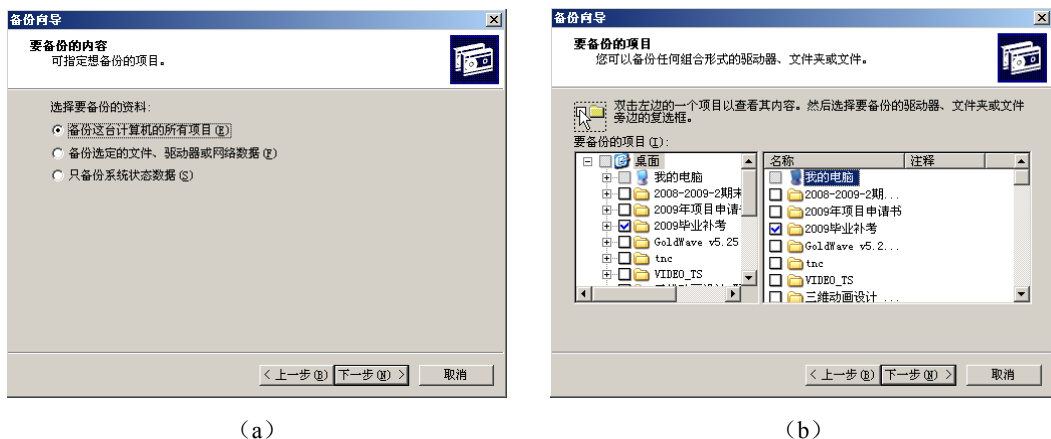 备份向导
要备份的内容
可指定想备份的项目。
选择要备份的资料:
备份这台计算机的所有项目(E)
备份选定的文件、驱动器或网络数据(F)
只备份系统状态数据(S)
< 上一步(B)
下一步(N) >
取消
(a)
备份向导
要备份的项目
您可以备份任何组合形式的驱动器、文件夹或文件。
双击左边的一个项目以查看其内容。然后选择要备份的驱动器、文件夹或文件
旁边的复选框。
要备份的项目(I):
桌面
我的电脑
2008-2009-2期末
2009年项目申请
2009毕业补考
GoldWave v5.25
tnc
VIDEO_TS
名称
注释
我的电脑
2008-2009-2期...
2009年项目申请书
2009毕业补考
GoldWave v5.2...
tnc
VIDEO_TS
三维动画设计 ...
< 上一步(B)
下一步(N) >
取消
(b)